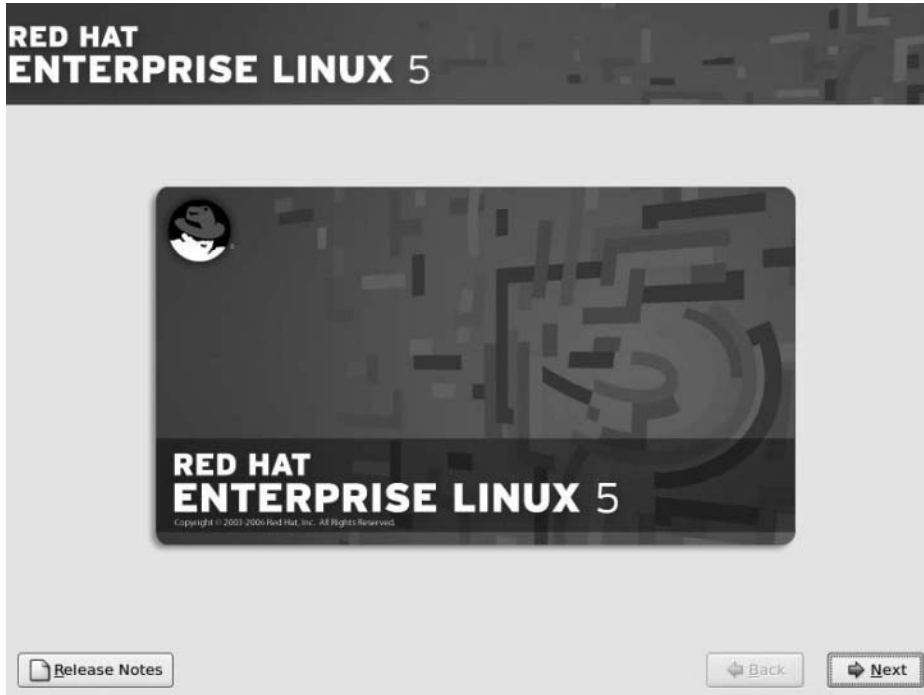 RED HAT
ENTERPRISE LINUX 5
RED HAT
ENTERPRISE LINUX 5
Copyright © 2003-2006 Red Hat, Inc. All Rights Reserved.
Release Notes
Back
Next